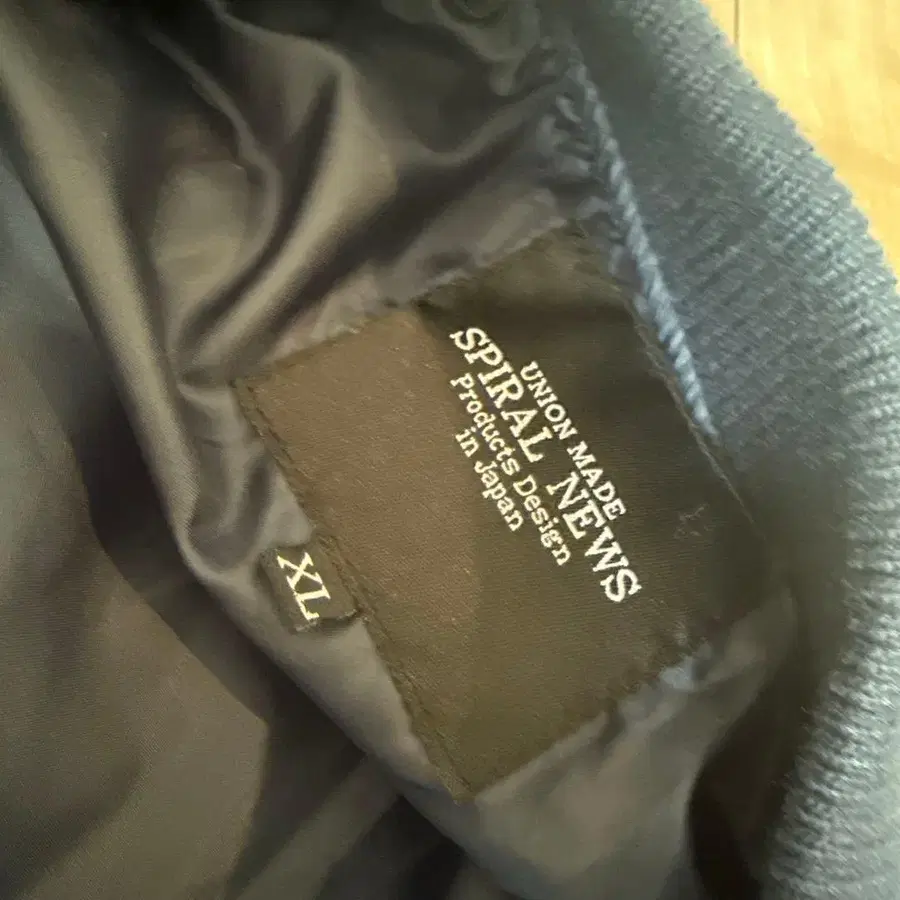 UNION MADE
SPIRAL NEWS
Products Design
in Japan
XL